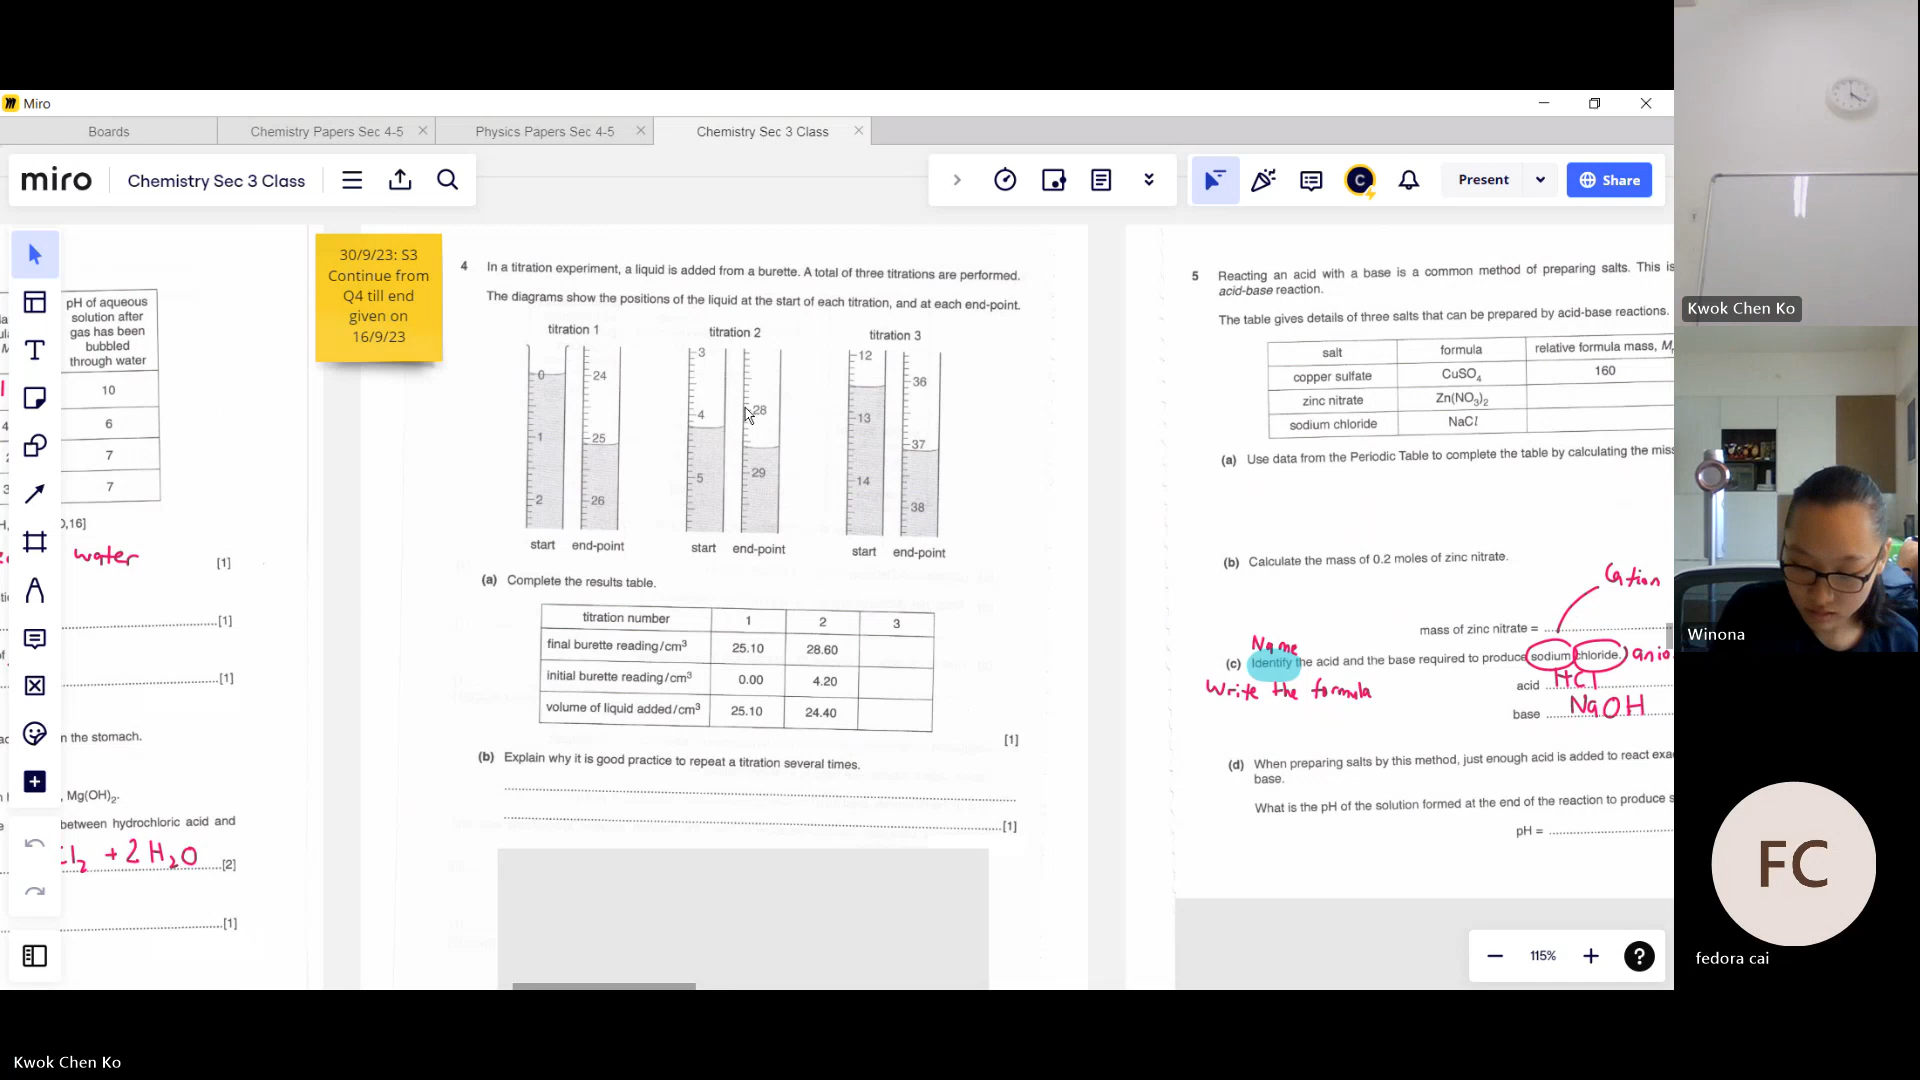 Miro
Boards
Chemistry Papers Sec 4-5
Physics Papers Sec 4-5
Chemistry Sec 3 Class
miro
Chemistry Sec 3 Class
Present
Share
pH of aqueous
solution after
gas has been
bubbled
through water
10
6
7
7
water
[1]
[1]
[1]
n the stomach.
, Mg(OH)₂.
between hydrochloric acid and
Cl₂ + 2H₂O
[2]
[1]
30/9/23: S3
Continue from
Q4 till end
given on
16/9/23
4 In a titration experiment, a liquid is added from a burette. A total of three titrations are performed.
The diagrams show the positions of the liquid at the start of each titration, and at each end-point.
titration 1 titration 2 titration 3
0 24 3 28 12 36
1 25 4 29 13 37
2 26 5 14 38
start end-point start end-point start end-point
(a) Complete the results table.
titration number 1 2 3
final burette reading/cm³ 25.10 28.60
initial burette reading/cm³ 0.00 4.20
volume of liquid added/cm³ 25.10 24.40
[1]
(b) Explain why it is good practice to repeat a titration several times.
[1]
5 Reacting an acid with a base is a common method of preparing salts. This is
acid-base reaction.
The table gives details of three salts that can be prepared by acid-base reactions.
salt formula relative formula mass, M
copper sulfate CuSO₄ 160
zinc nitrate Zn(NO₃)₂
sodium chloride NaCl
(a) Use data from the Periodic Table to complete the table by calculating the miss
(b) Calculate the mass of 0.2 moles of zinc nitrate.
Cation
mass of zinc nitrate =
Name
(c) Identify the acid and the base required to produce sodium chloride. anio
Write the formula
acid HCl
base NaOH
(d) When preparing salts by this method, just enough acid is added to react exa
base.
What is the pH of the solution formed at the end of the reaction to produce s
pH =
115%
Kwok Chen Ko
Winona
FC
fedora cai
Kwok Chen Ko